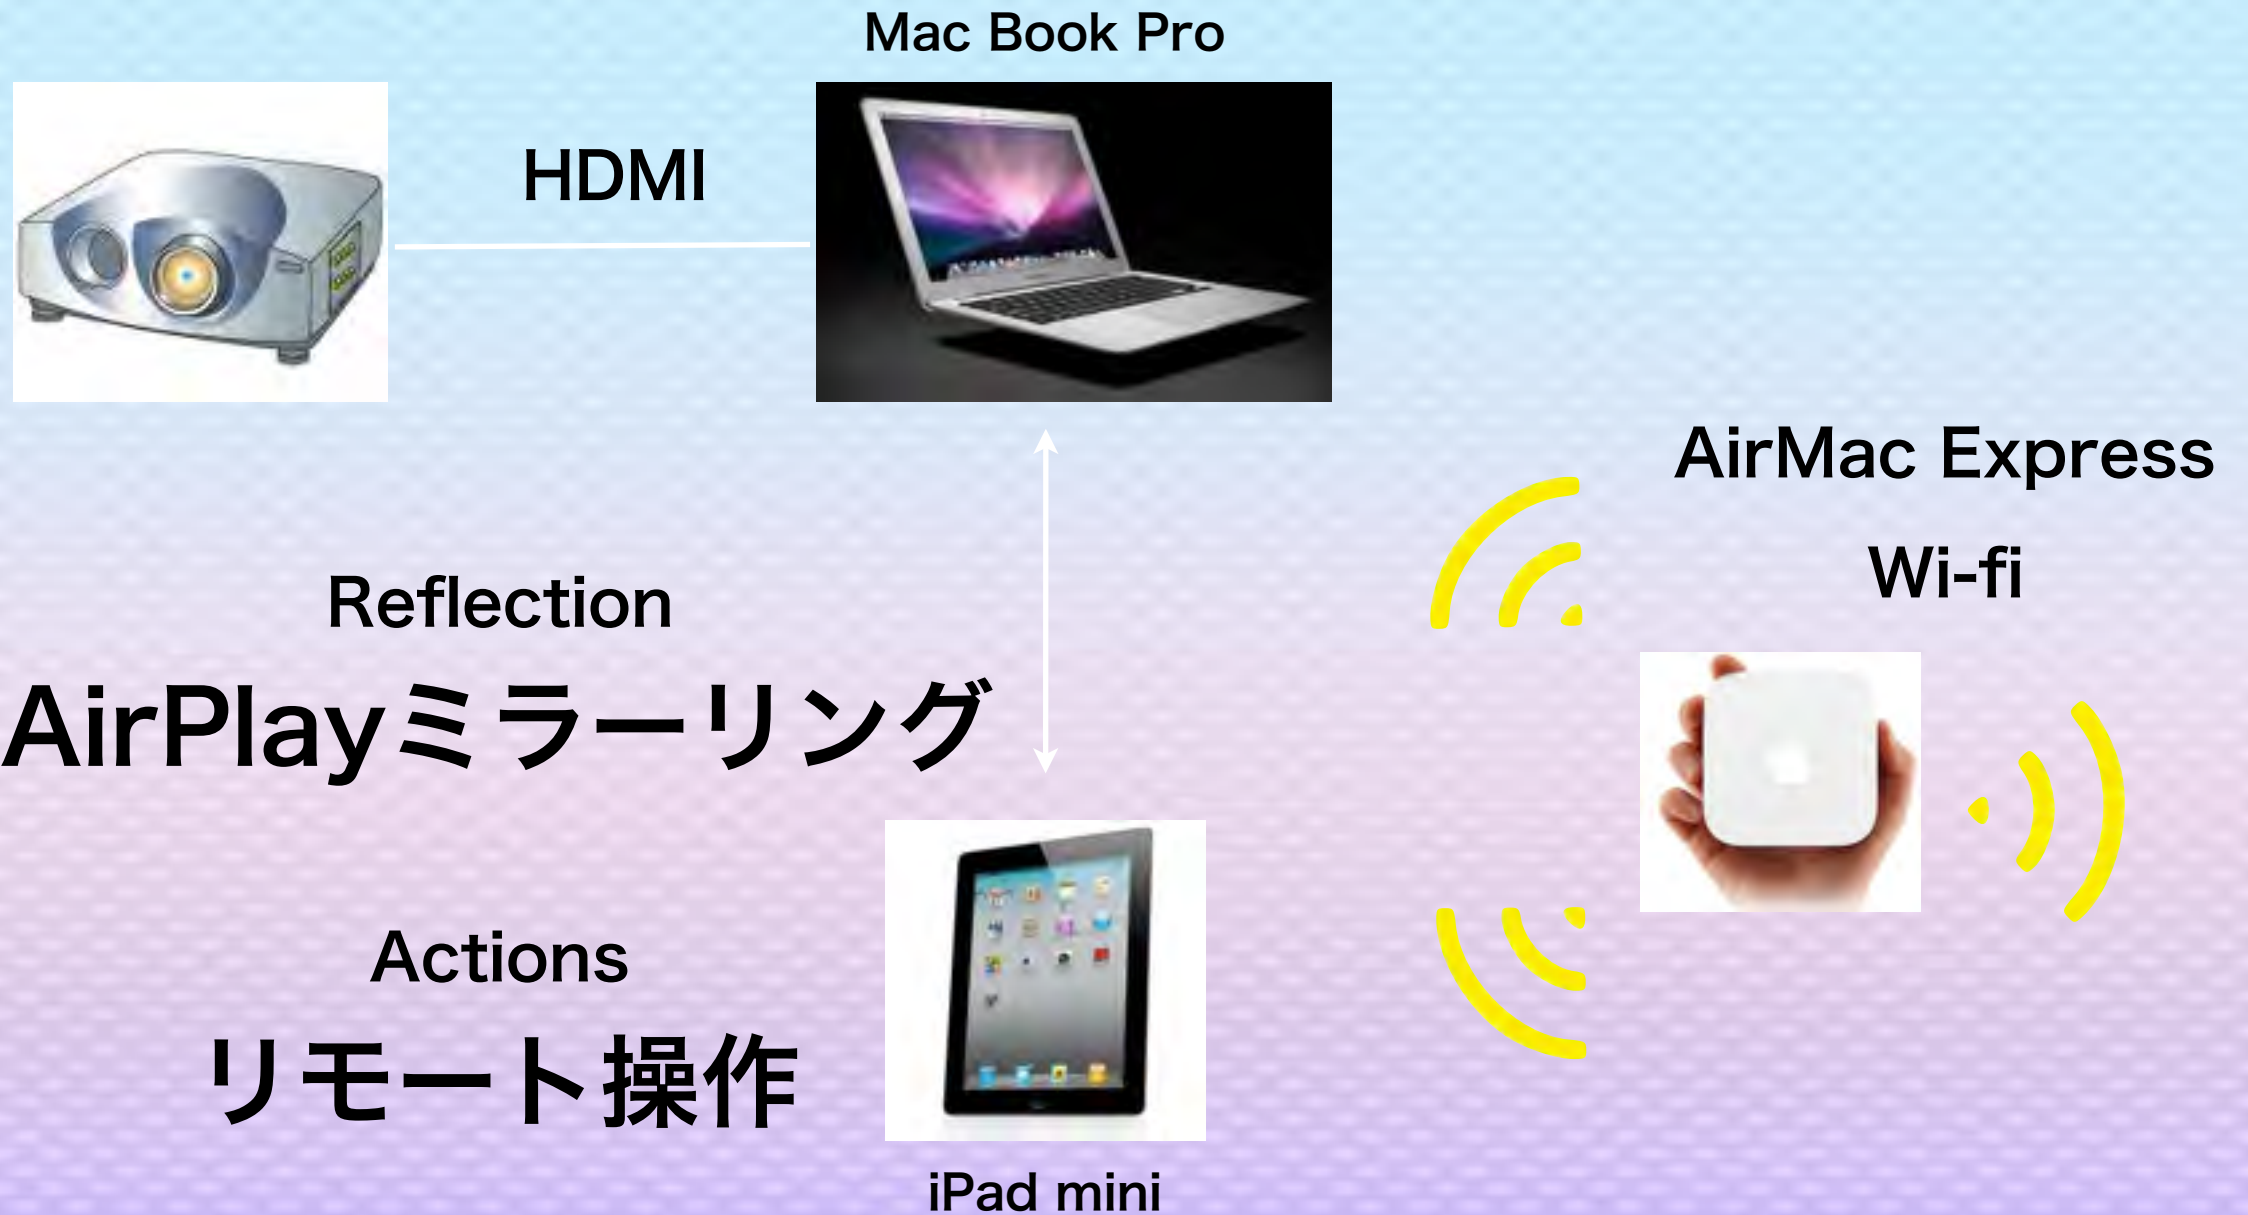 Mac Book Pro
HDMI
AirMac Express
Wi-fi
Reflection
AirPlayミラーリング
Actions
リモート操作
iPad mini